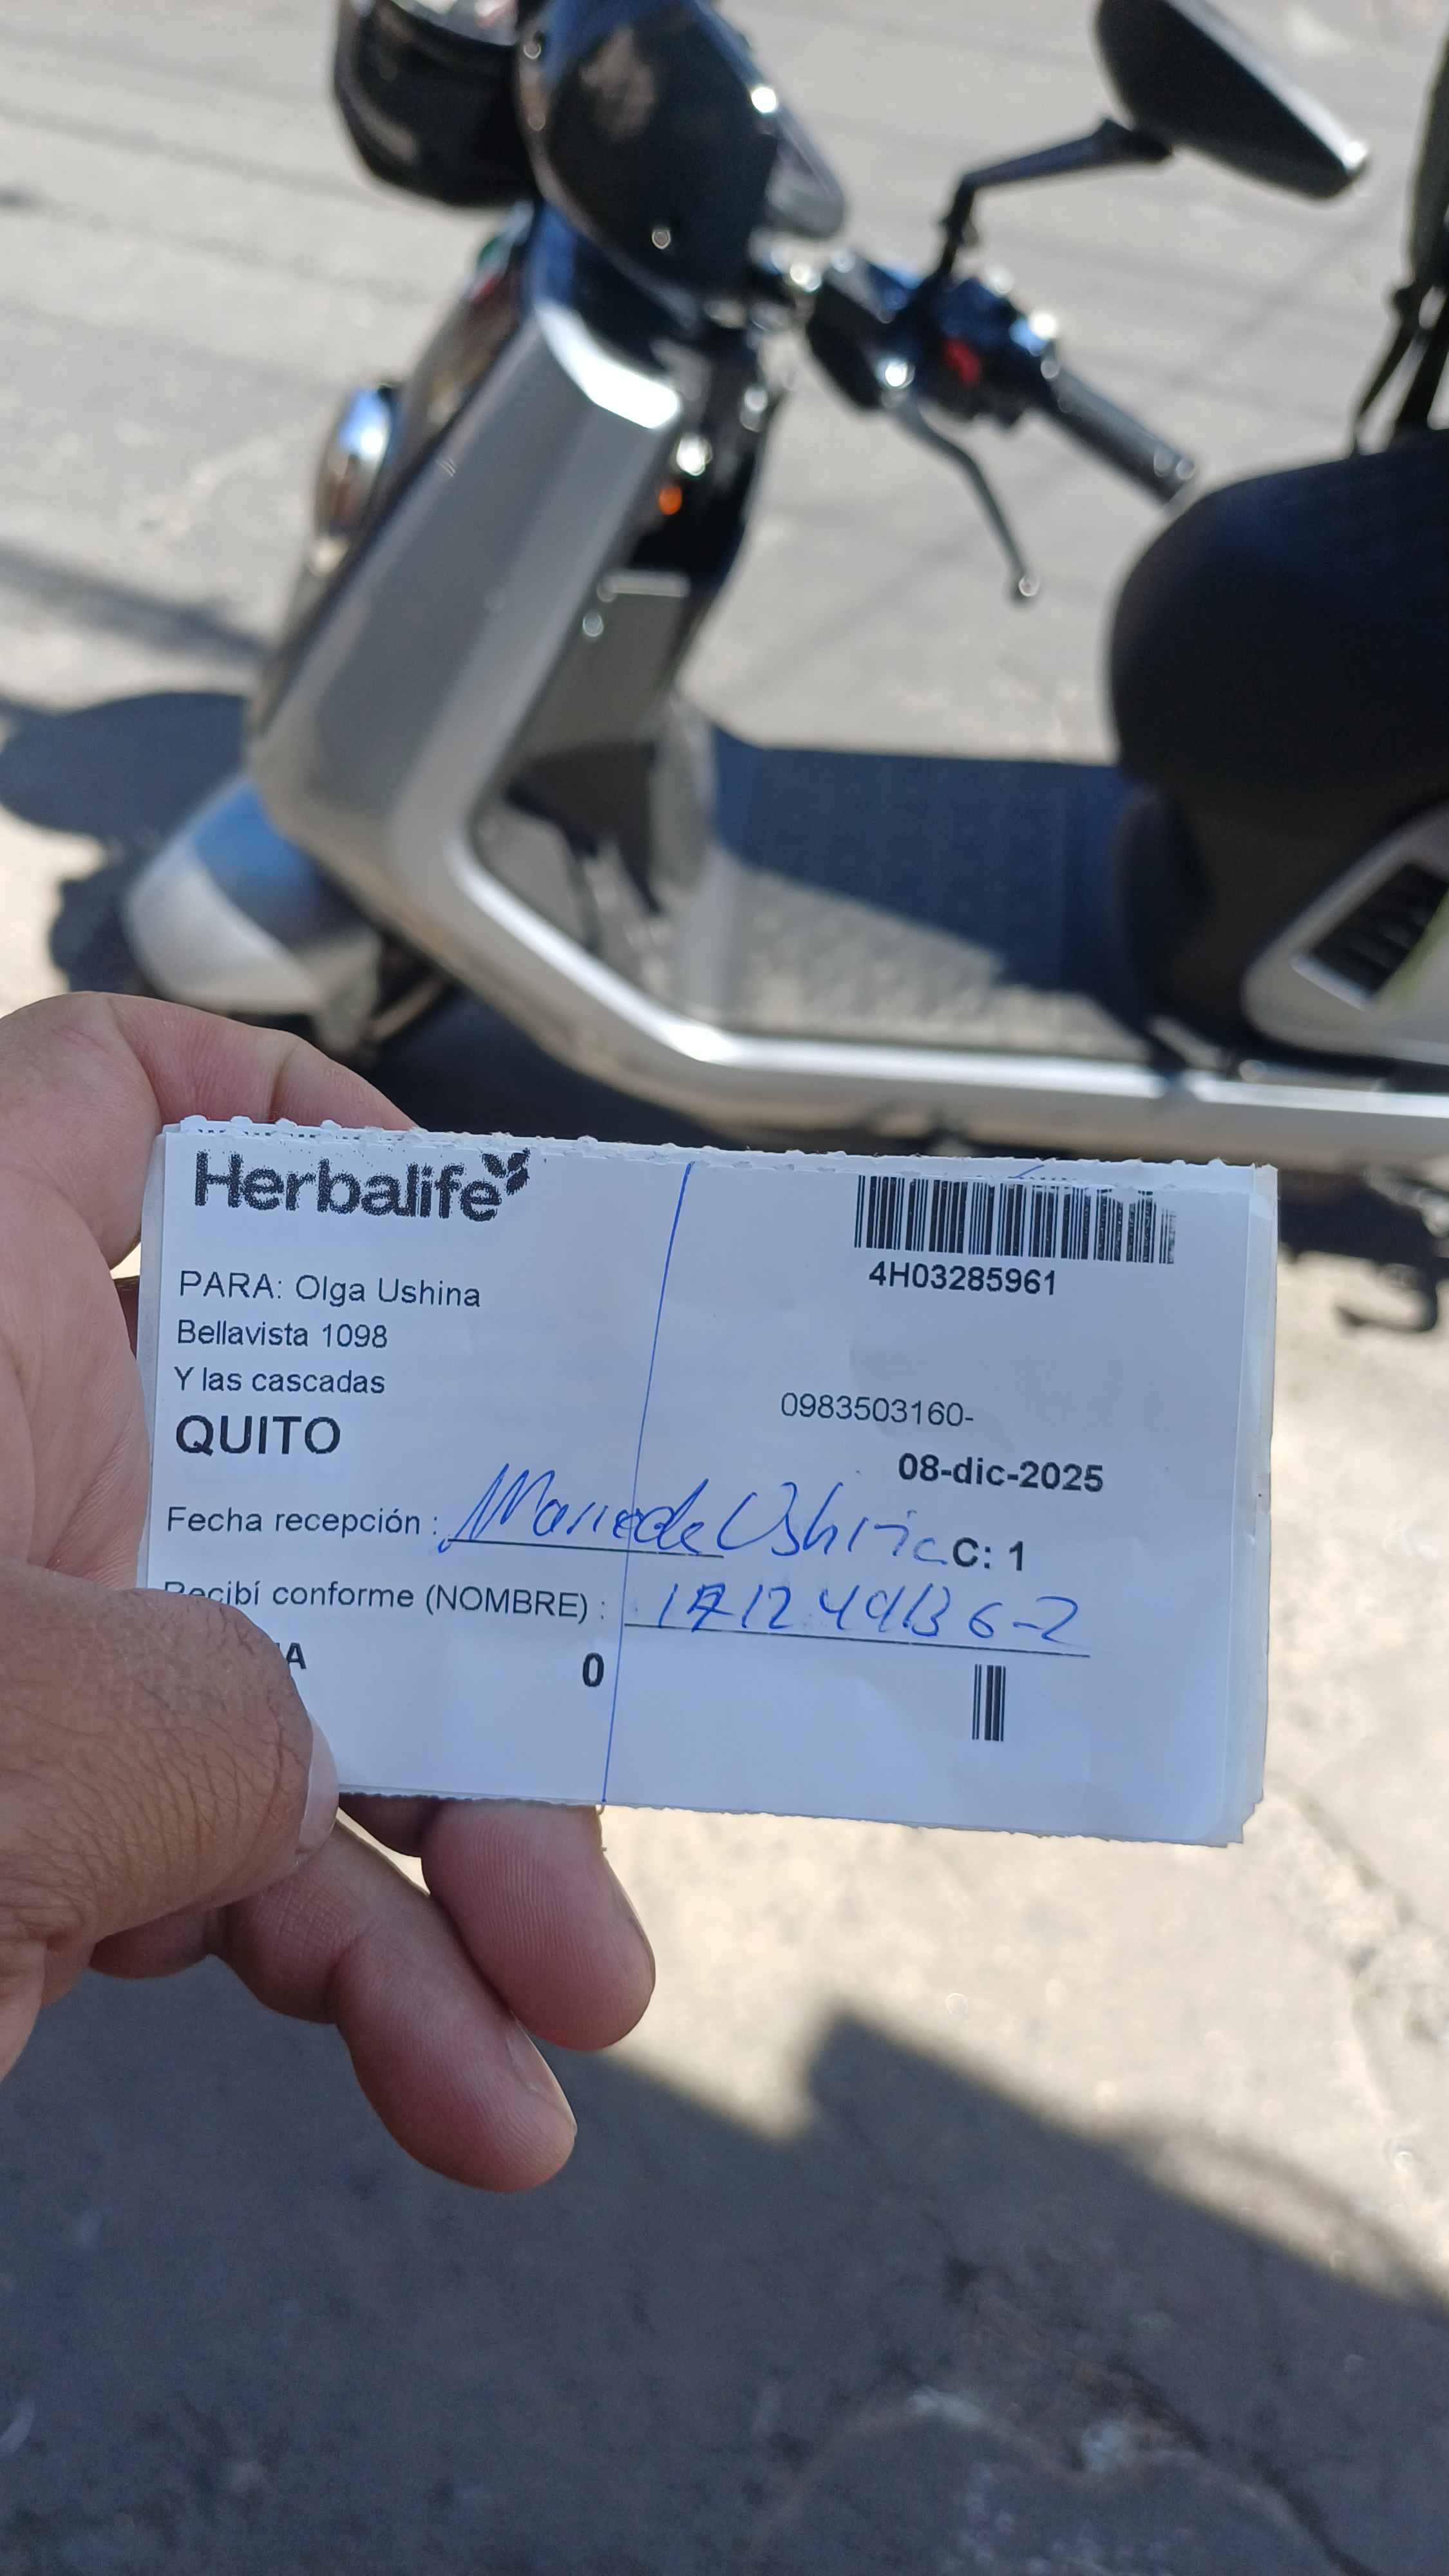 Herbalife
4H03285961
PARA: Olga Ushina
Bellavista 1098
Y las cascadas
QUITO
0983503160-
08-dic-2025
Fecha recepción : Ushina
C: 1
Recibí conforme (NOMBRE) :
A
0